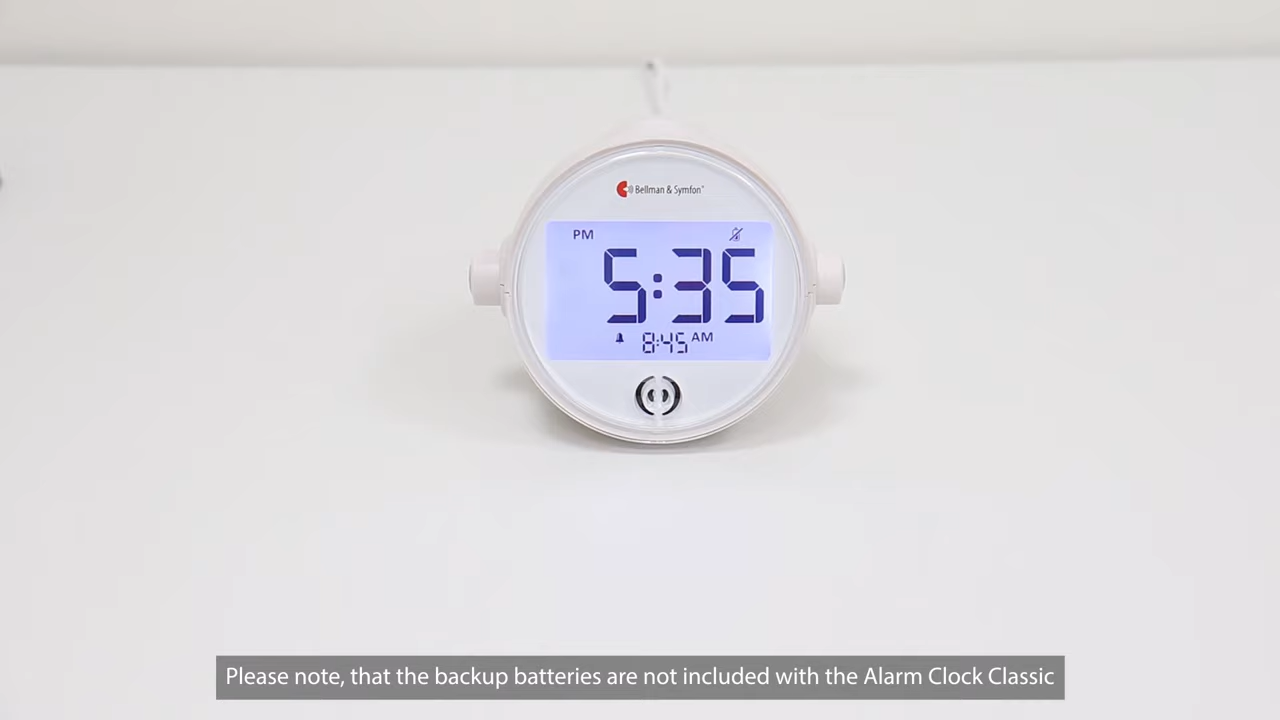 Bellman & Symfon™
PM
5:35
8:45 AM
Please note, that the backup batteries are not included with the Alarm Clock Classic